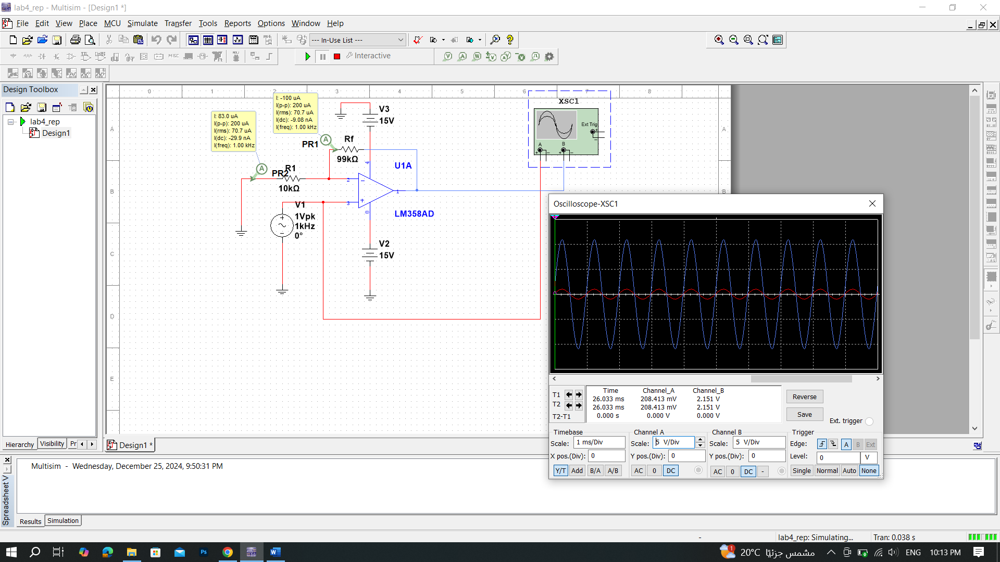 lab4_rep - Multisim - [Design1 *]
File Edit View Place MCU Simulate Transfer Tools Reports Options Window Help
--- In-Use List ---
MISC
Interactive
Design Toolbox
lab4_rep
Design1
Hierarchy Visibility Pr
0 1 2 3 4 5 6 7 8
A
B
C
D
E
A
B
I: 83.0 uA
I(p-p): 200 uA
I(rms): 70.7 uA
I(dc): -29.9 nA
I(freq): 1.00 kHz
I: -100 uA
I(p-p): 200 uA
I(rms): 70.7 uA
I(dc): -9.08 nA
I(freq): 1.00 kHz
V3
15V
A
PR1
Rf
99kΩ
A
PR2
R1
10kΩ
U1A
4
2
3
1
8
LM358AD
V1
1Vpk
1kHz
0°
V2
15V
XSC1
Ext Trig
A
B
Design1 *
Oscilloscope-XSC1
Time Channel_A Channel_B
T1 26.033 ms 208.413 mV 2.151 V
T2 26.033 ms 208.413 mV 2.151 V
T2-T1 0.000 s 0.000 V 0.000 V
Reverse
Save
Ext. trigger
Timebase
Scale: 1 ms/Div
X pos.(Div): 0
Y/T Add B/A A/B
Channel A
Scale: 5 V/Div
Y pos.(Div): 0
AC 0 DC
Channel B
Scale: 5 V/Div
Y pos.(Div): 0
AC 0 DC -
Trigger
Edge: A B Ext
Level: 0 V
Single Normal Auto None
Spreadsheet V
Multisim - Wednesday, December 25, 2024, 9:50:31 PM
Results Simulation
- lab4_rep: Simulating... Tran: 0.038 s
Ps
W
1
20°C مشمس جزئيًا
ENG 10:13 PM